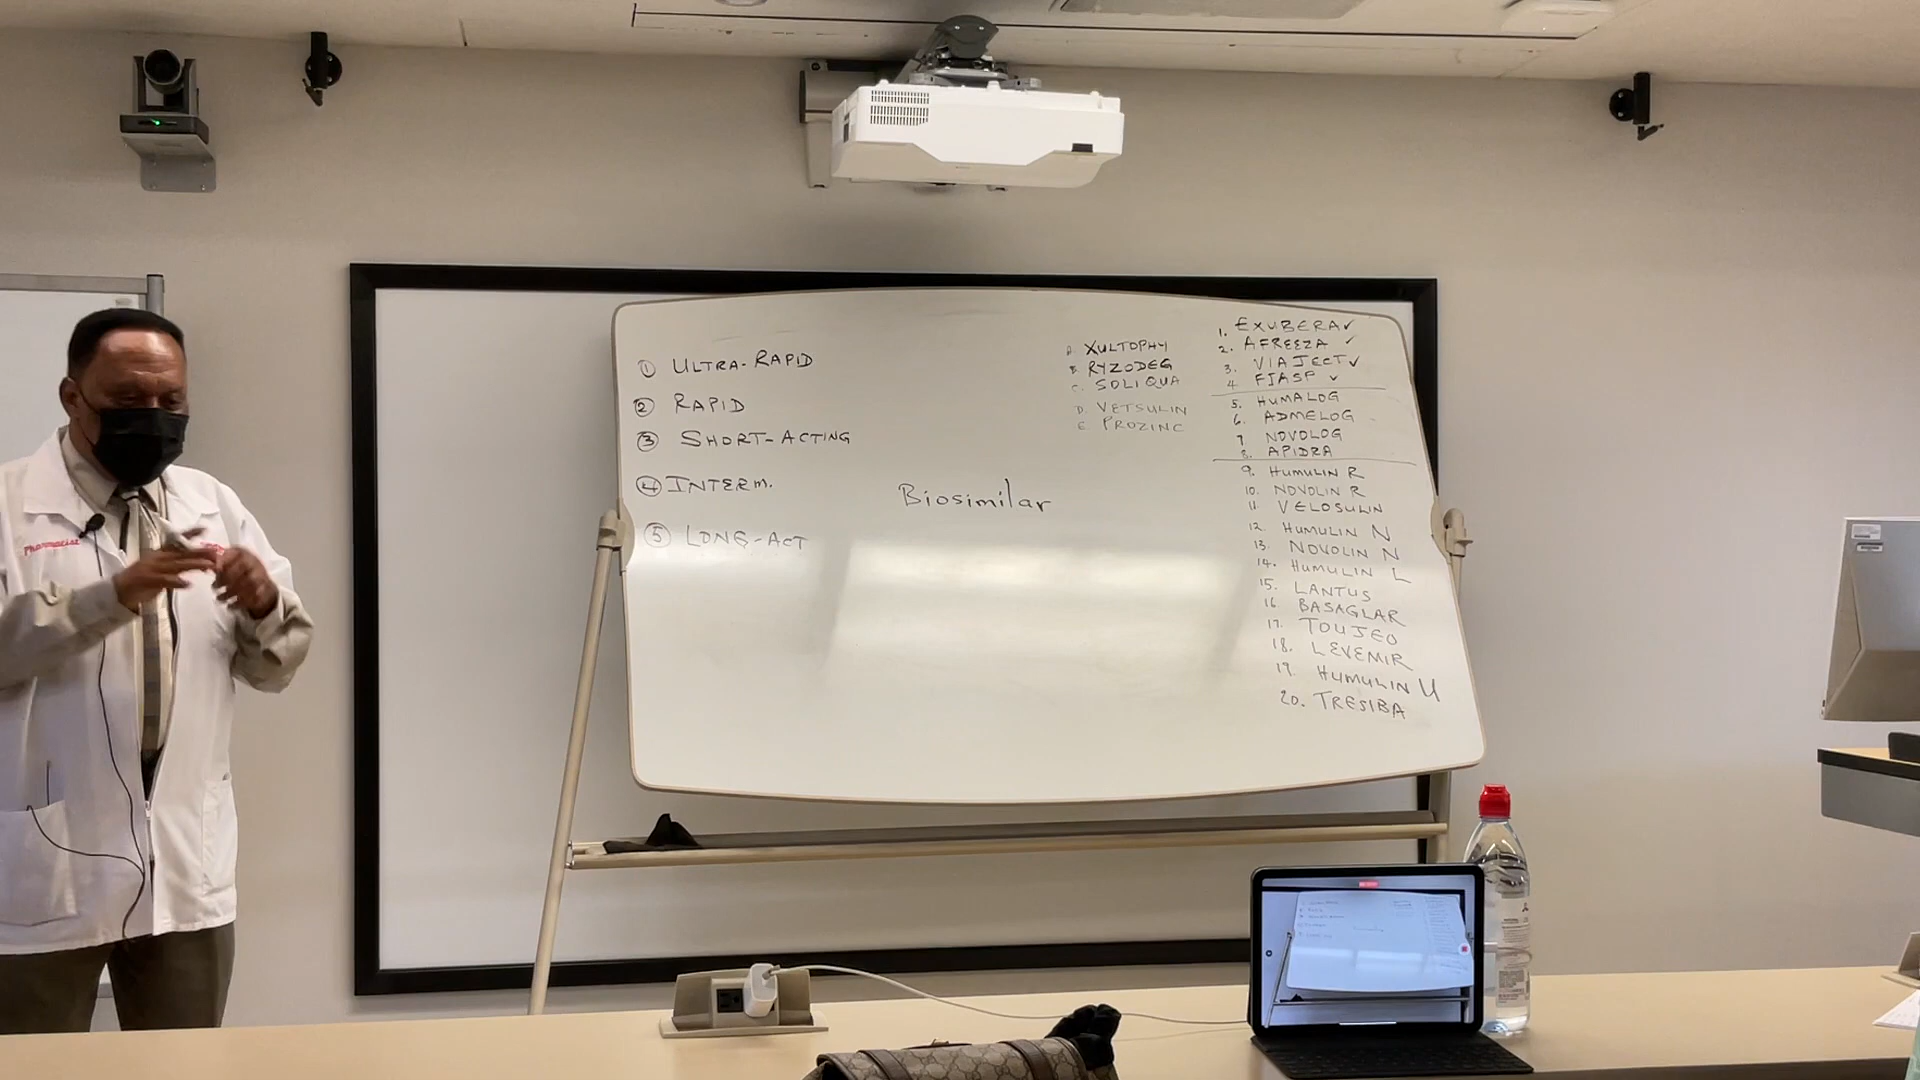 Pharmacist
① ULTRA-RAPID
② RAPID
③ SHORT-ACTING
④ INTERM.
⑤ LONG-ACT
Biosimilar
A. XULTOPHY
B. RYZODEG
C. SOLIQUA
D. VETSULIN
E. PROZINC
1. EXUBERA ✓
2. AFREEZA ✓
3. VIAJECT ✓
4 FIASP ✓
5. HUMALOG
6. ADMELOG
7 NOVOLOG
8. APIDRA
9. HUMULIN R
10. NOVOLIN R
11. VELOSULIN
12. HUMULIN N
13. NOVOLIN N
14. HUMULIN L
15. LANTUS
16 BASAGLAR
17. TOUJEO
18. LEVEMIR
19. HUMULIN U
20. TRESIBA